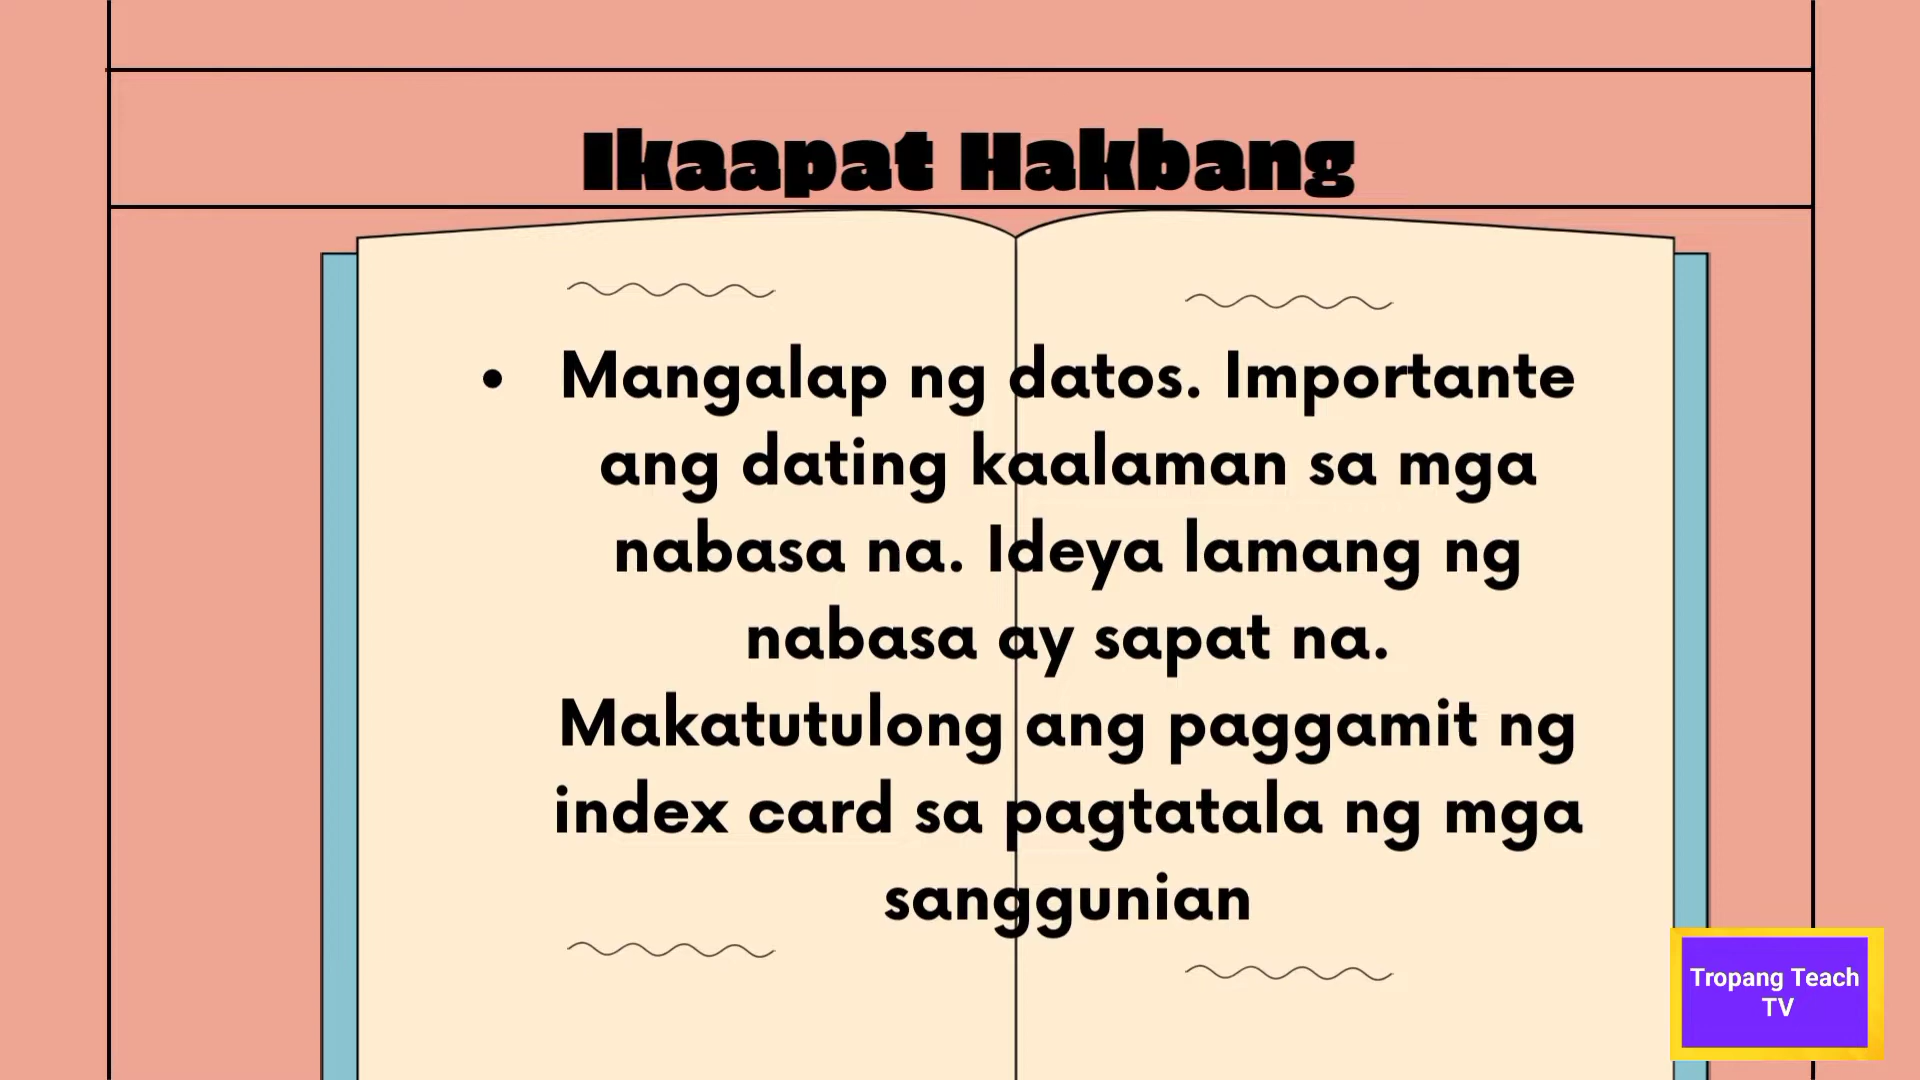 Ikaapat Hakbang
• Mangalap ng datos. Importante
ang dating kaalaman sa mga
nabasa na. Ideya lamang ng
nabasa ay sapat na.
Makatutulong ang paggamit ng
index card sa pagtatala ng mga
sanggunian
Tropang Teach
TV